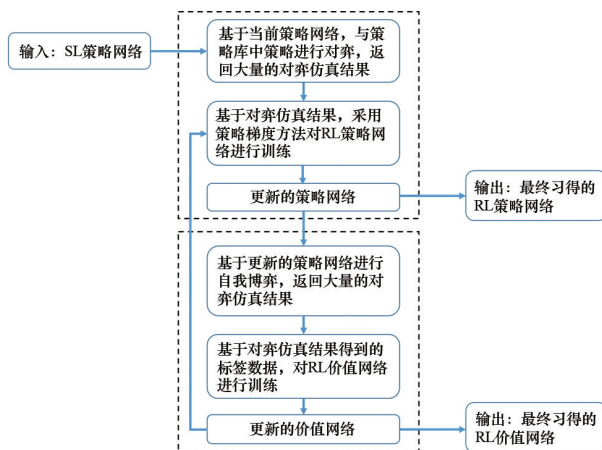 输入：SL策略网络
基于当前策略网络，与策
略库中策略进行对弈，返
回大量的对弈仿真结果
基于对弈仿真结果，采用
策略梯度方法对RL策略网
络进行训练
更新的策略网络
输出：最终习得的
RL策略网络
基于更新的策略网络进行
自我博弈，返回大量的对
弈仿真结果
基于对弈仿真结果得到的
标签数据，对RL价值网络
进行训练
更新的价值网络
输出：最终习得的
RL价值网络